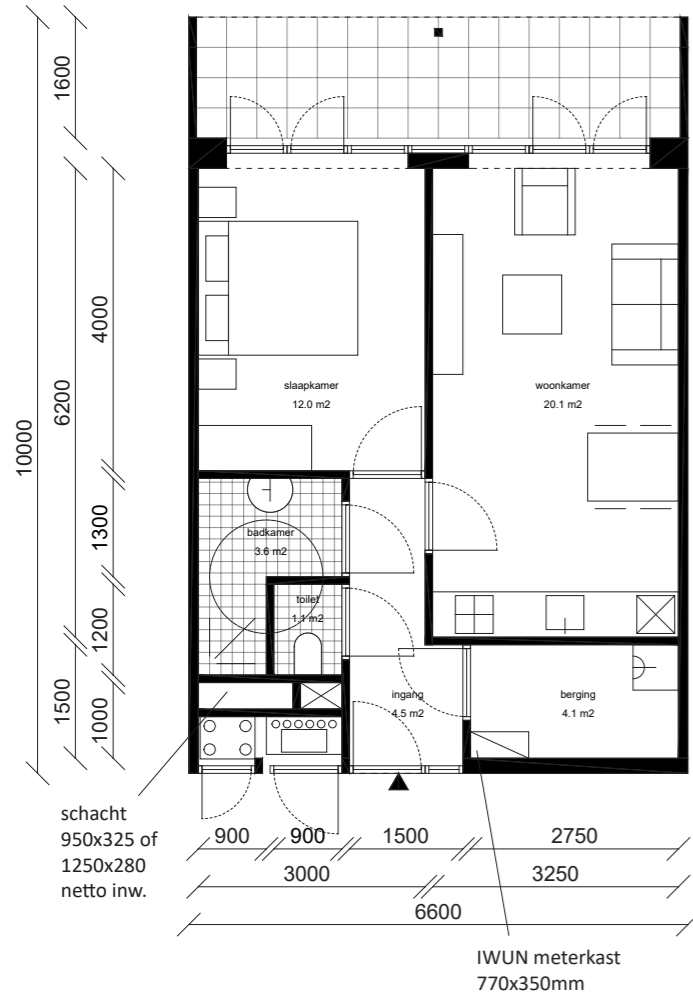 1600
4000
6200
10000
slaapkamer
12.0 m2
woonkamer
20.1 m2
1300
badkamer
3.6 m2
toilet
1.1 m2
1200
1500
1000
ingang
4.5 m2
berging
4.1 m2
schacht
950x325 of
1250x280
netto inw.
900
900
1500
2750
3000
3250
6600
IWUN meterkast
770x350mm